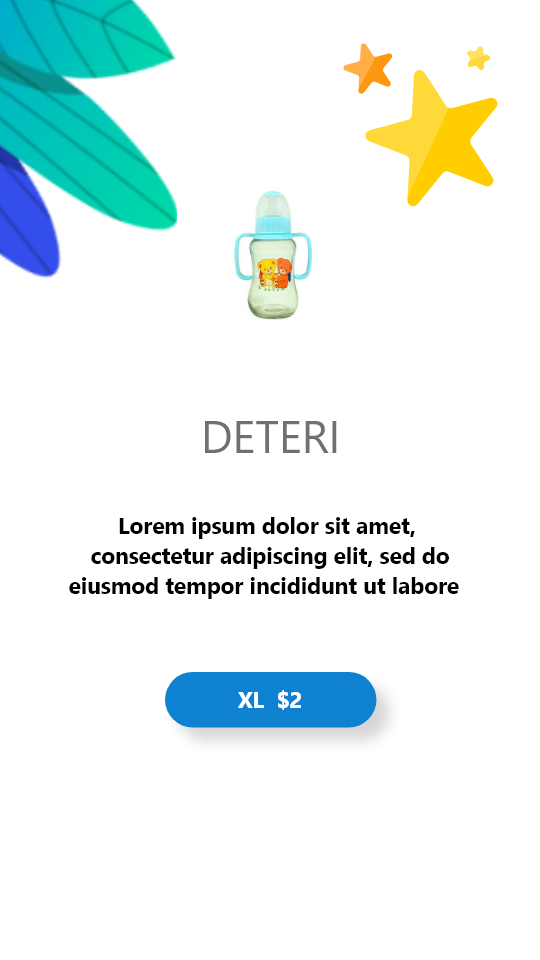 DETERI
Lorem ipsum dolor sit amet,
consectetur adipiscing elit, sed do
eiusmod tempor incididunt ut labore
XL $2